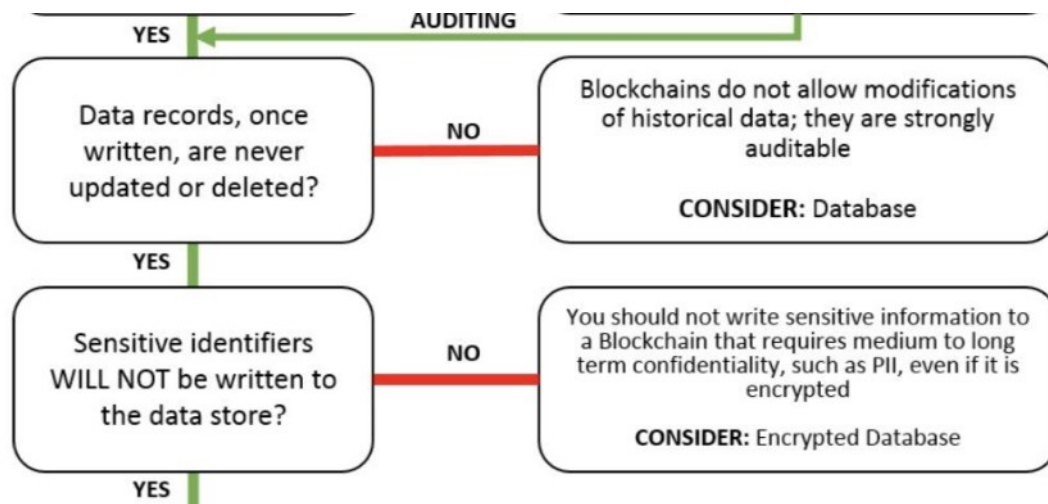 AUDITING
YES
Data records, once
written, are never
updated or deleted?
NO
Blockchains do not allow modifications
of historical data; they are strongly
auditable
CONSIDER: Database
YES
Sensitive identifiers
WILL NOT be written to
the data store?
NO
You should not write sensitive information to
a Blockchain that requires medium to long
term confidentiality, such as PII, even if it is
encrypted
CONSIDER: Encrypted Database
YES